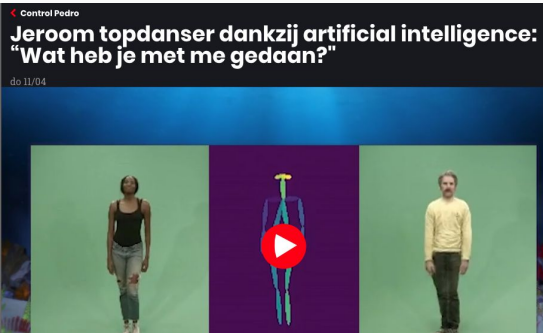 Control Pedro
Jeroom topdanser dankzij artificial intelligence:
“Wat heb je met me gedaan?"
do 11/04